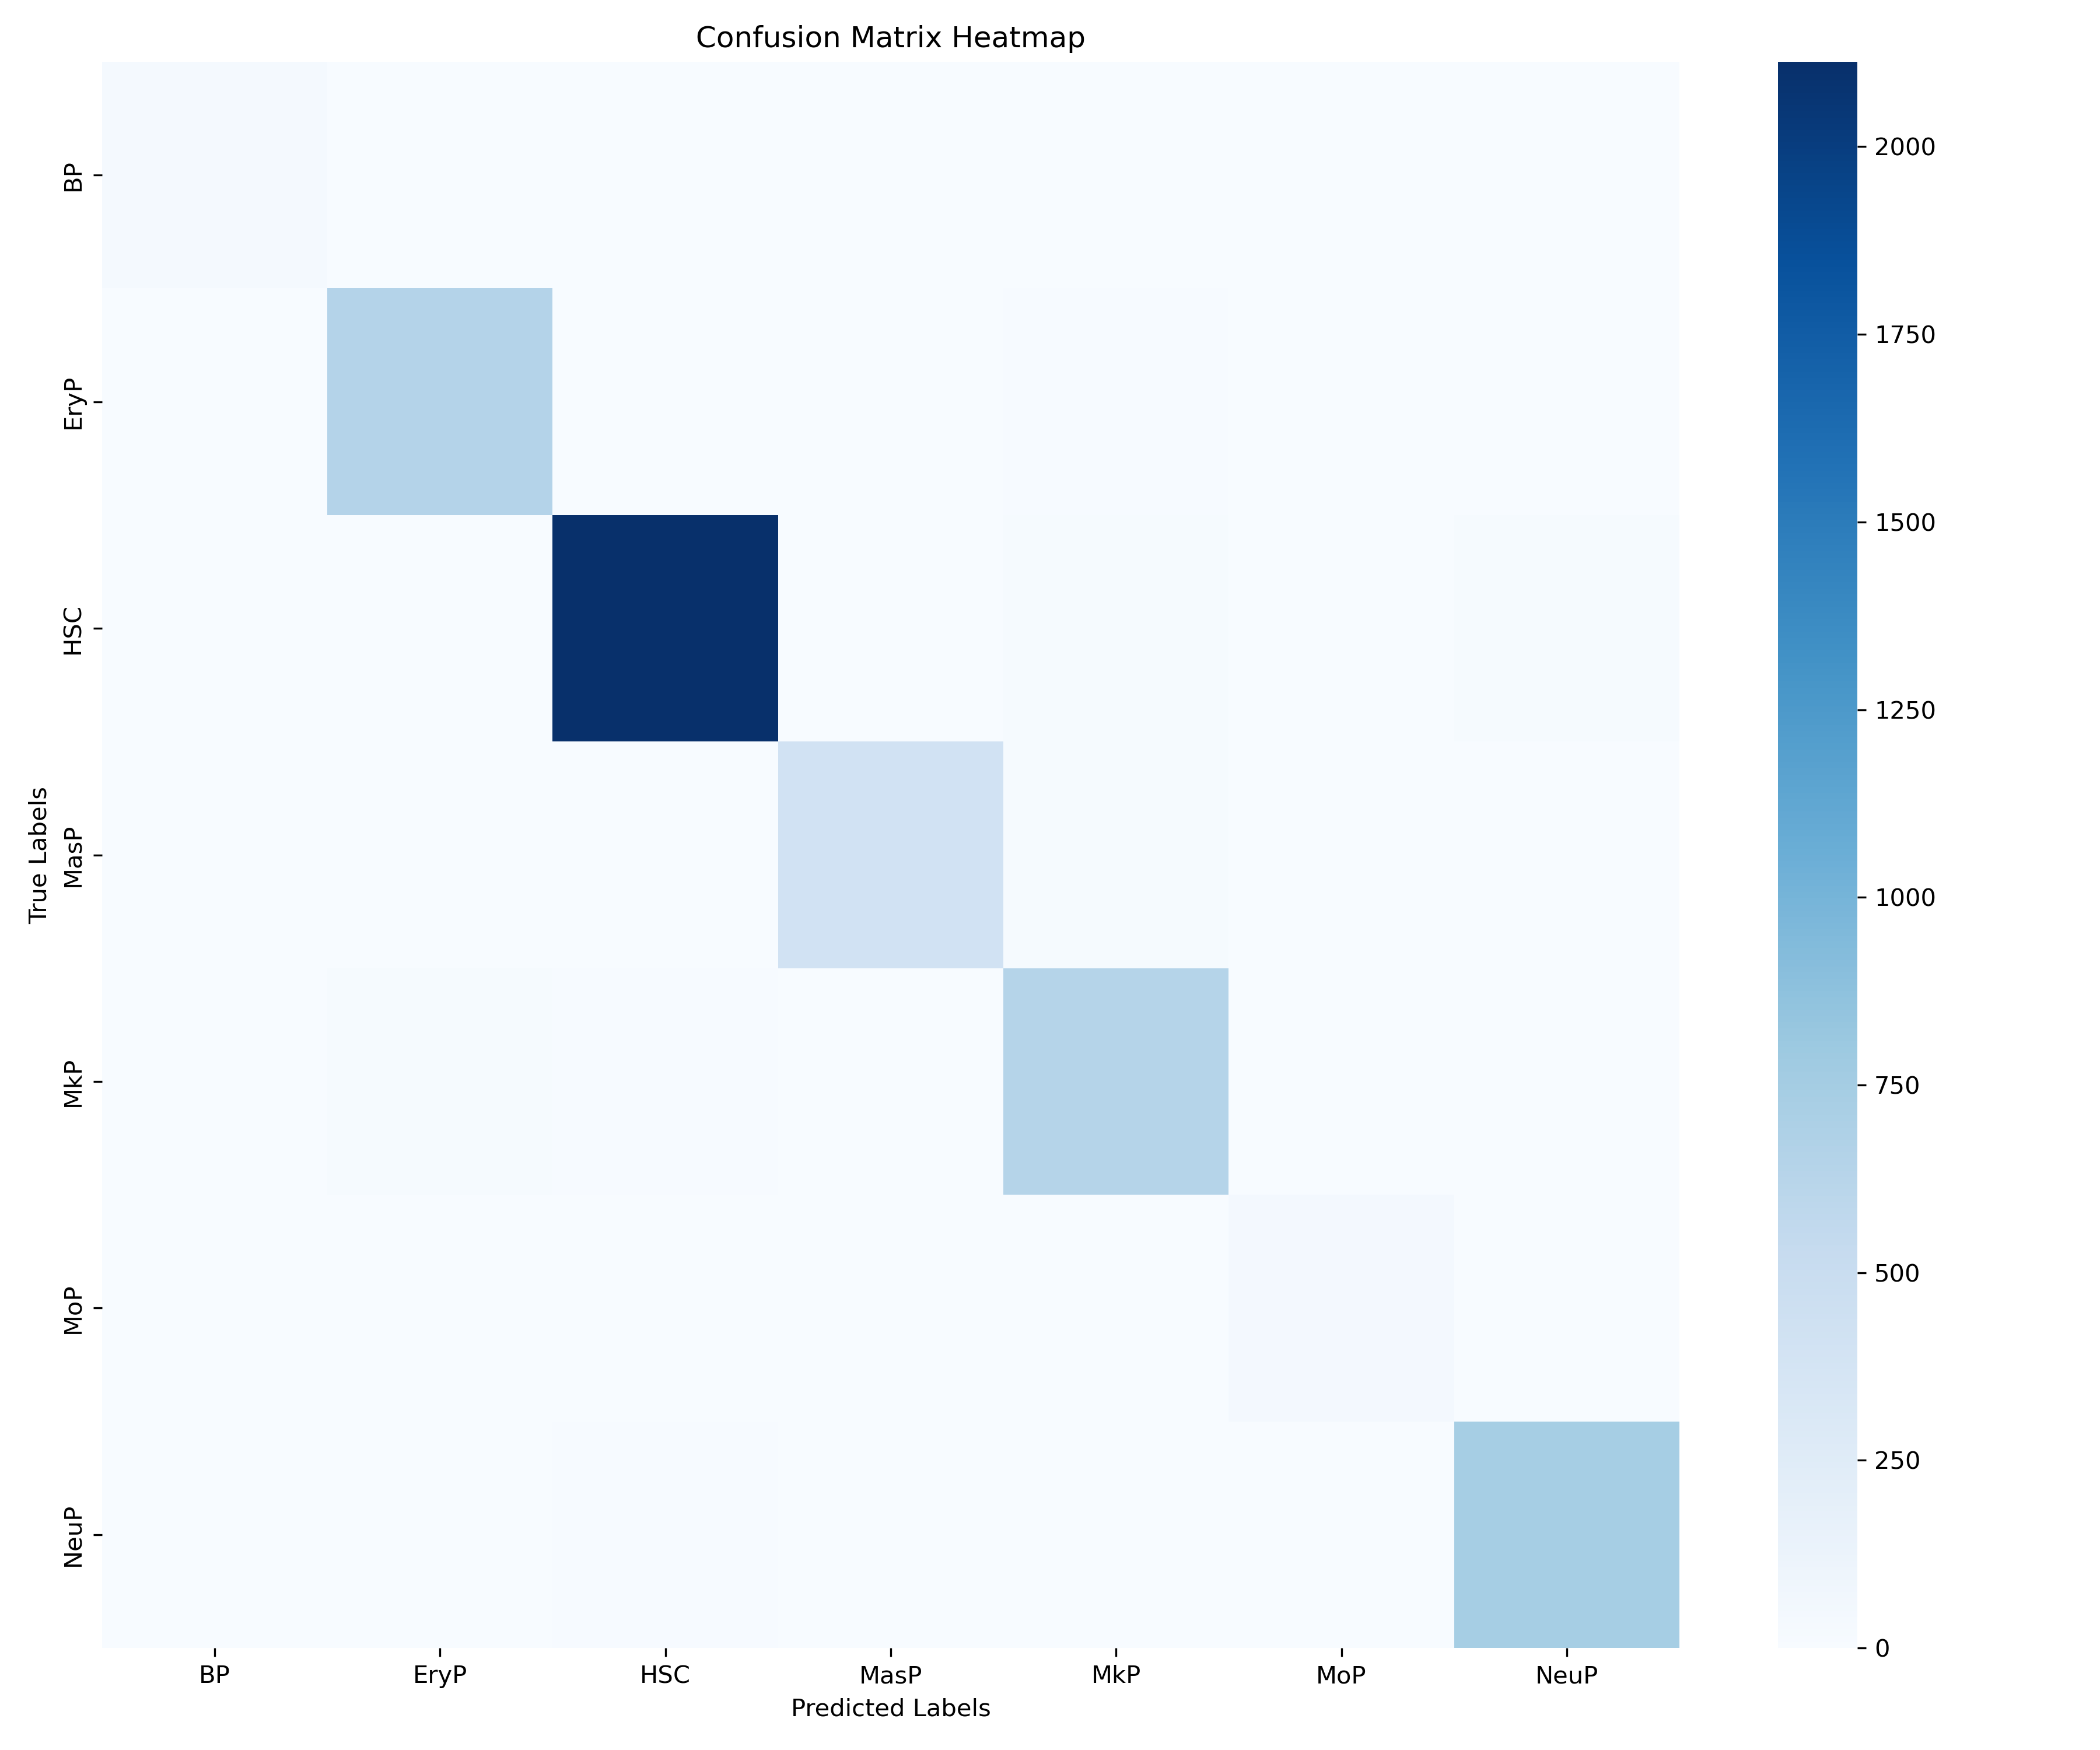 Confusion Matrix Heatmap
True Labels
BP
EryP
HSC
MasP
MkP
MoP
NeuP
BP EryP HSC MasP MkP MoP NeuP
Predicted Labels
2000
1750
1500
1250
1000
750
500
250
0